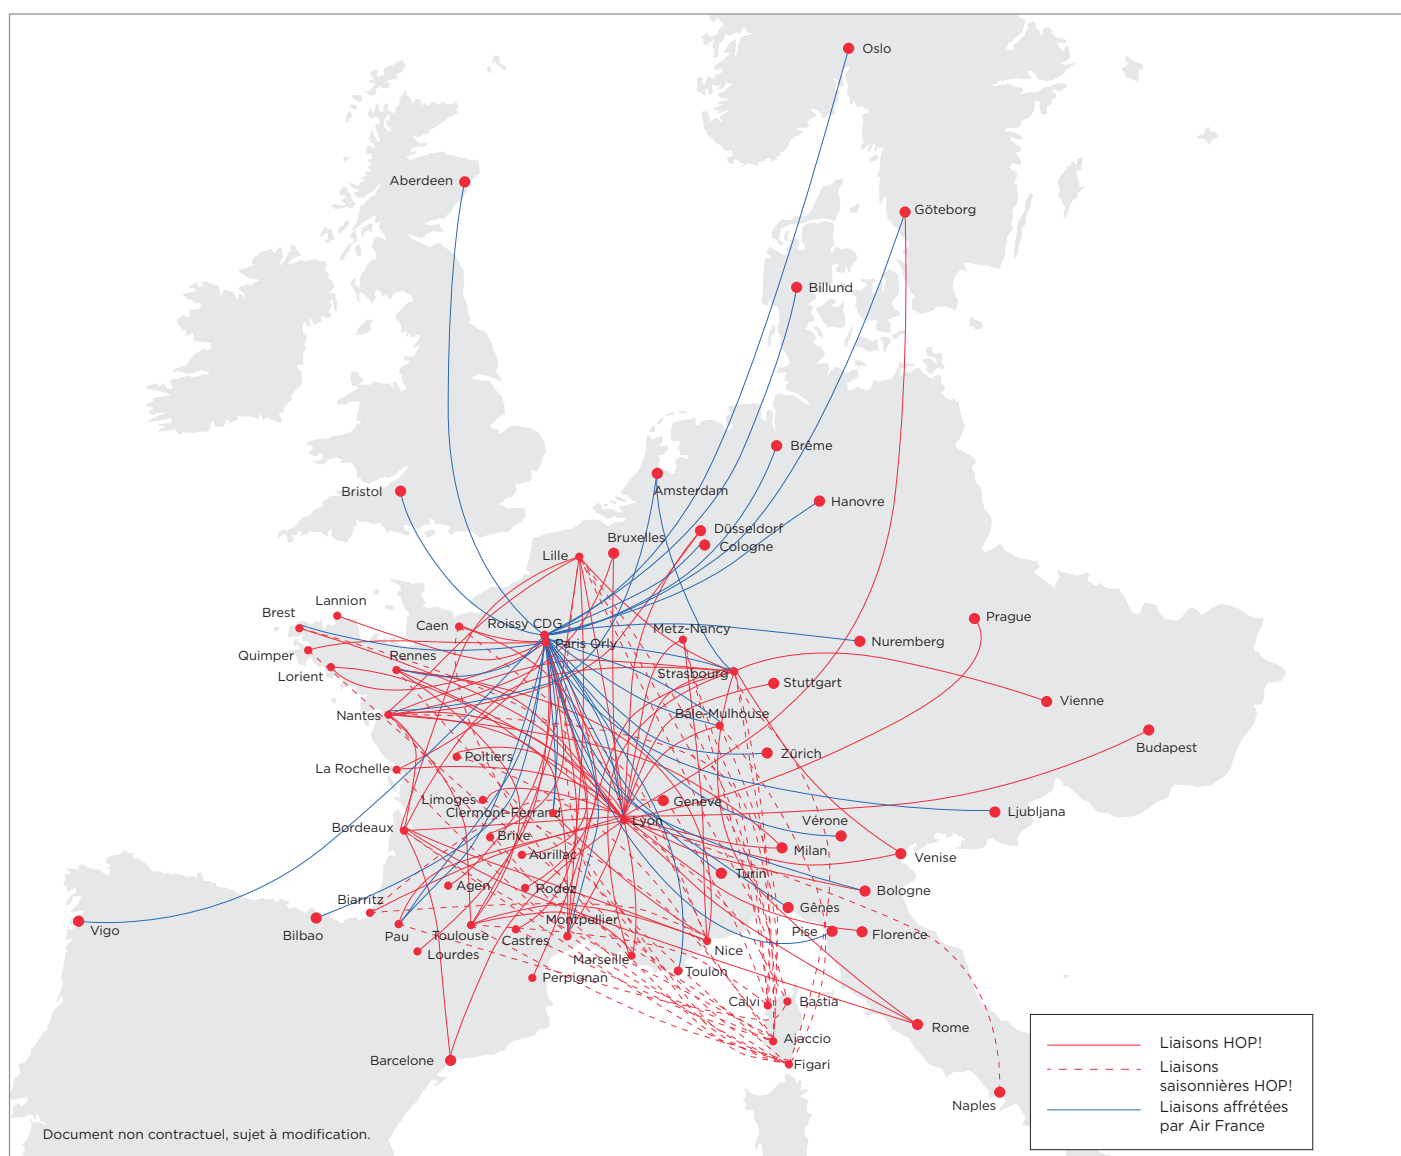 Oslo
Aberdeen
Göteborg
Billund
Brême
Amsterdam
Bristol
Hanovre
Düsseldorf
Bruxelles
Cologne
Lille
Lannion
Brest
Caen
Roissy CDG
Prague
Metz-Nancy
Paris Orly
Nuremberg
Quimper
Rennes
Lorient
Strasbourg
Stuttgart
Vienne
Nantes
Bâle-Mulhouse
Budapest
Poitiers
Zürich
La Rochelle
Limoges
Genève
Clermont-Ferrand
Ljubljana
Lyon
Vérone
Bordeaux
Brive
Milan
Aurillac
Venise
Turin
Agen
Rodez
Bologne
Biarritz
Gênes
Montpellier
Vigo
Bilbao
Pau
Toulouse
Castres
Pise
Florence
Lourdes
Nice
Marseille
Toulon
Perpignan
Calvi
Bastia
Rome
Ajaccio
Barcelone
Figari
Naples
Liaisons HOP!
Liaisons
saisonnières HOP!
Liaisons affrétées
par Air France
Document non contractuel, sujet à modification.